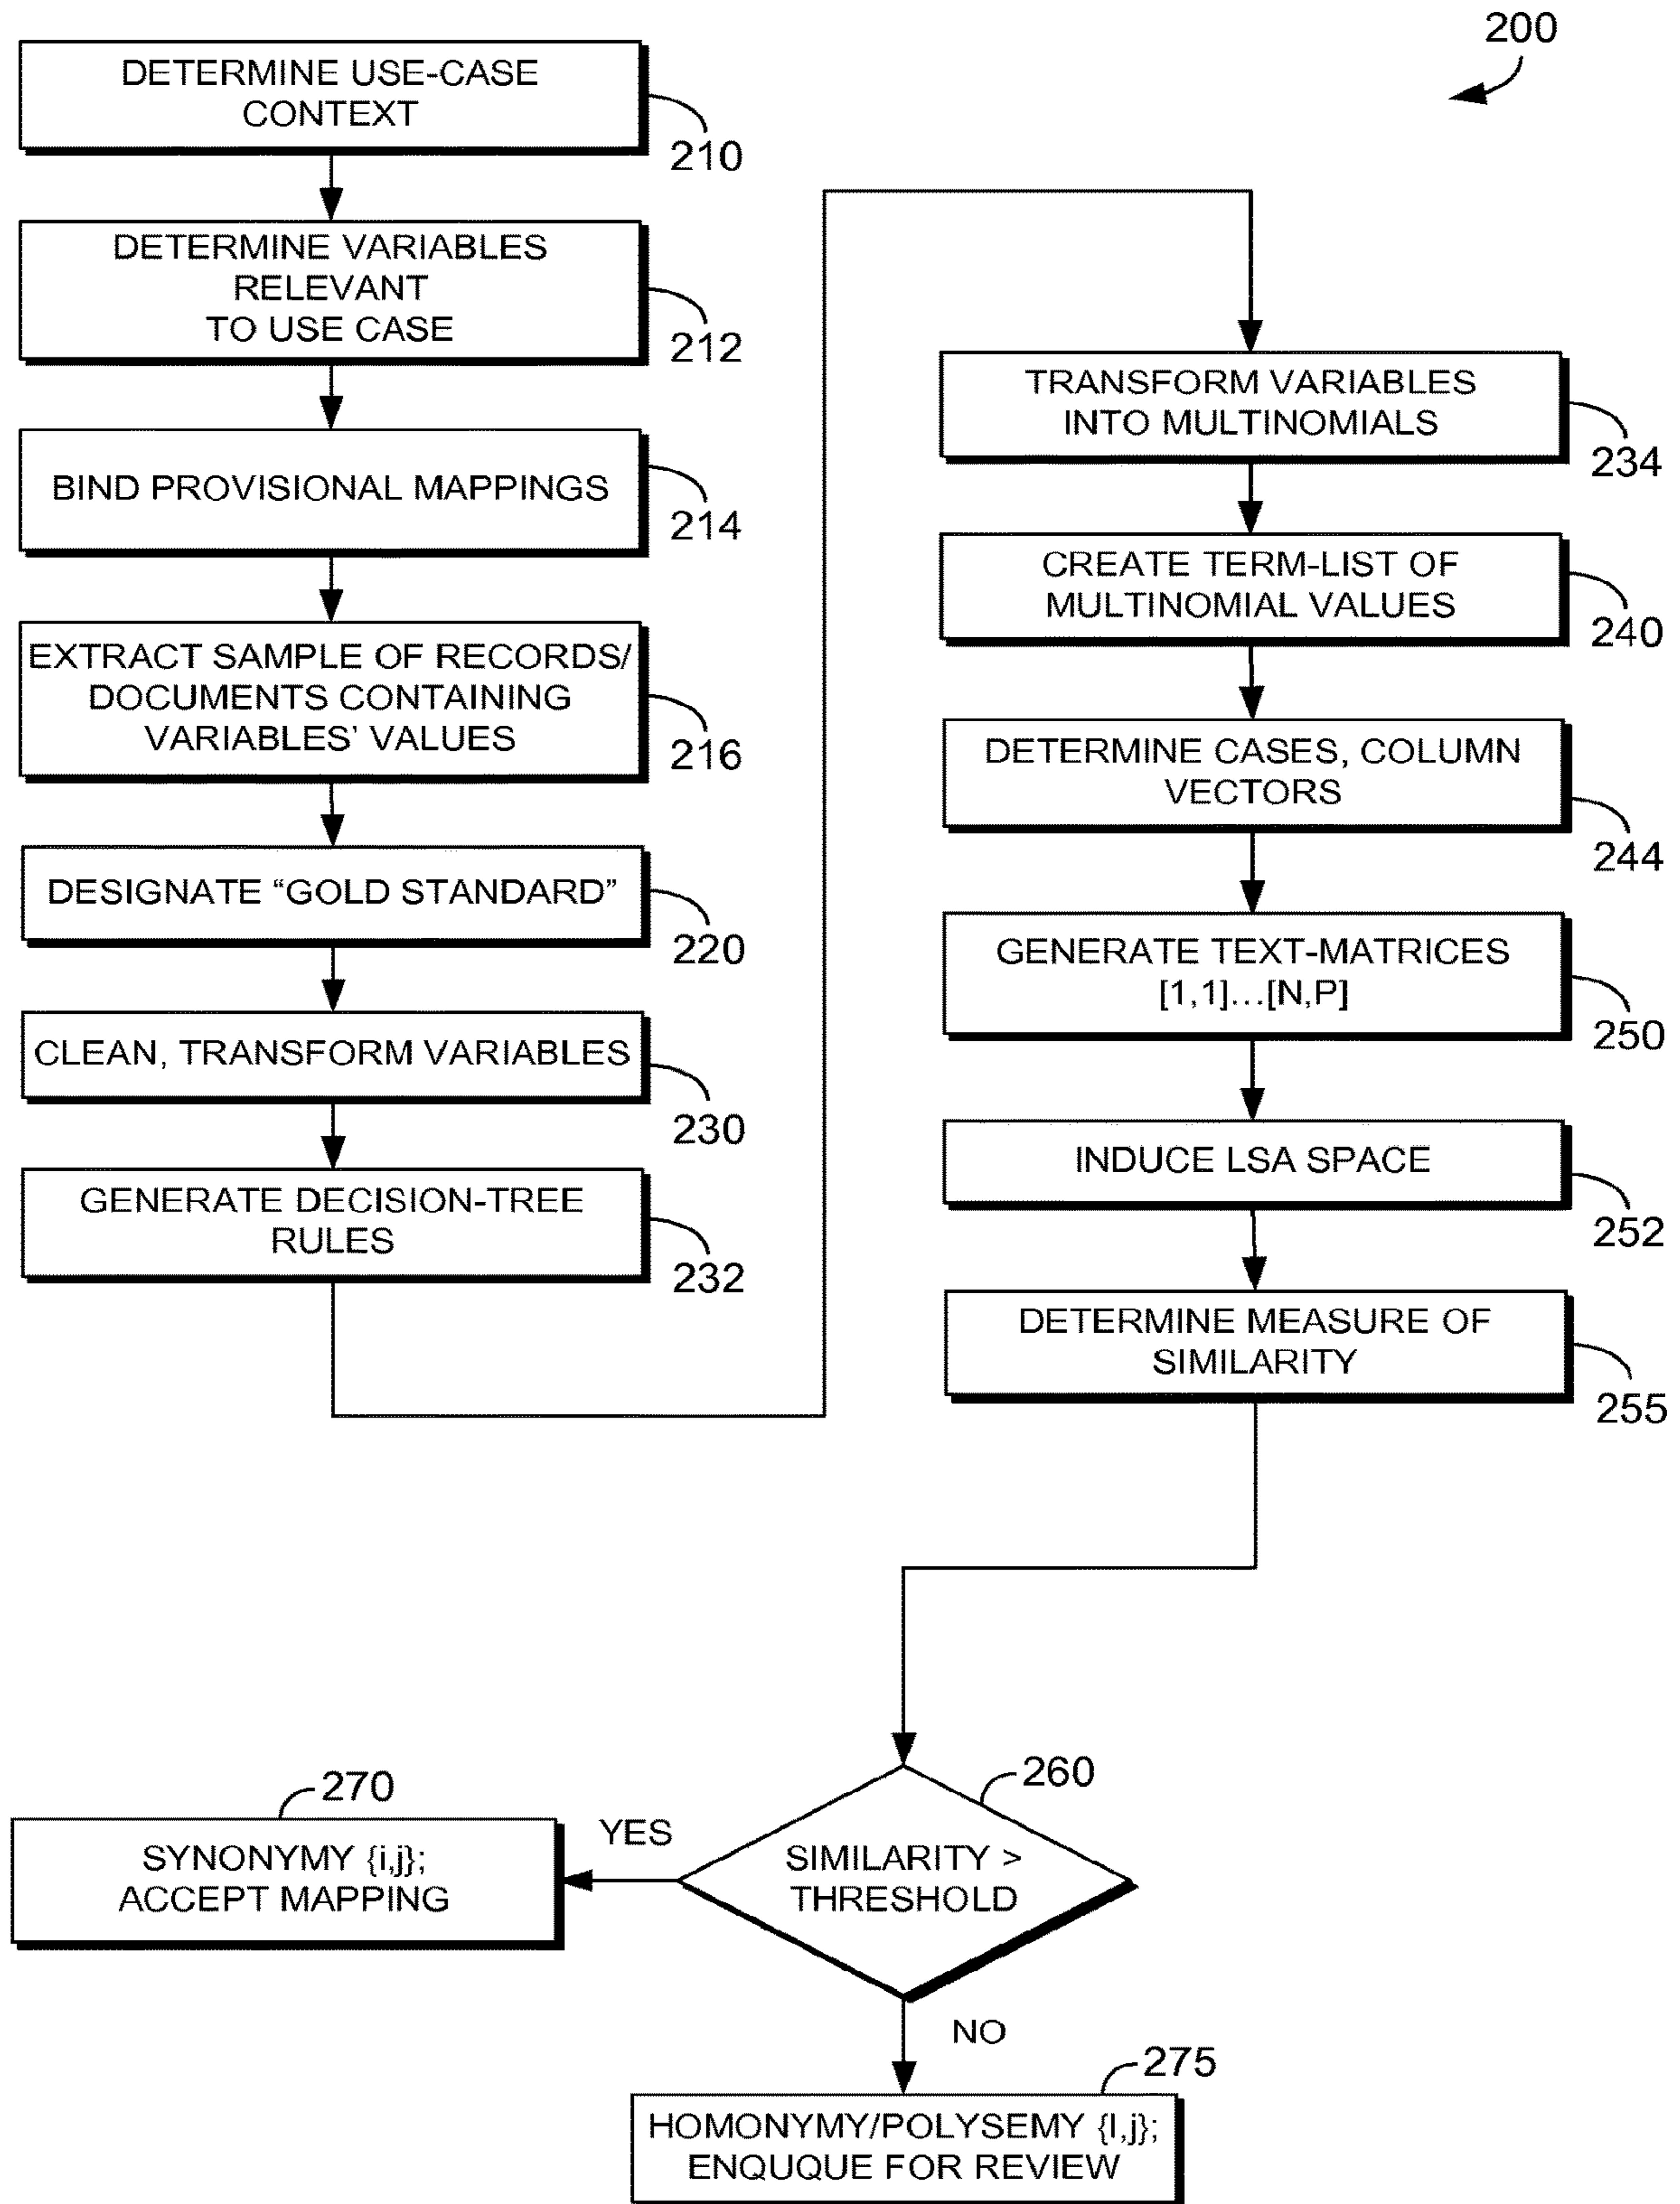 200
DETERMINE USE-CASE
CONTEXT
210
DETERMINE VARIABLES
RELEVANT
TO USE CASE
212
BIND PROVISIONAL MAPPINGS
214
EXTRACT SAMPLE OF RECORDS/
DOCUMENTS CONTAINING
VARIABLES’ VALUES
216
DESIGNATE “GOLD STANDARD”
220
CLEAN, TRANSFORM VARIABLES
230
GENERATE DECISION-TREE
RULES
232
TRANSFORM VARIABLES
INTO MULTINOMIALS
234
CREATE TERM-LIST OF
MULTINOMIAL VALUES
240
DETERMINE CASES, COLUMN
VECTORS
244
GENERATE TEXT-MATRICES
[1,1]...[N,P]
250
INDUCE LSA SPACE
252
DETERMINE MEASURE OF
SIMILARITY
255
260
SIMILARITY >
THRESHOLD
YES
270
SYNONYMY {i,j};
ACCEPT MAPPING
NO
275
HOMONYMY/POLYSEMY {I,j};
ENQUQUE FOR REVIEW